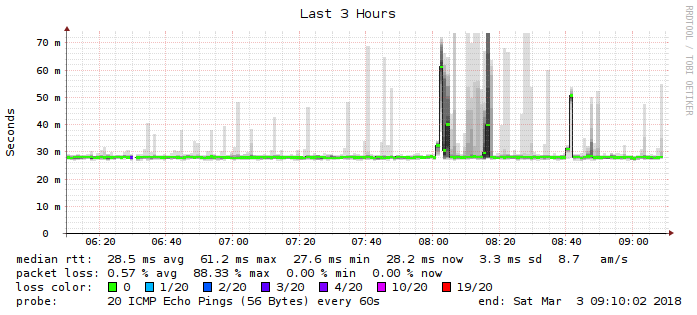 Last 3 Hours
RRDTOOL / TOBI OETIKER
Seconds
70 m
60 m
50 m
40 m
30 m
20 m
10 m
0
06:20 06:40 07:00 07:20 07:40 08:00 08:20 08:40 09:00
median rtt: 28.5 ms avg 61.2 ms max 27.6 ms min 28.2 ms now 3.3 ms sd 8.7 am/s
packet loss: 0.57 % avg 88.33 % max 0.00 % min 0.00 % now
loss color: 0 1/20 2/20 3/20 4/20 10/20 19/20
probe: 20 ICMP Echo Pings (56 Bytes) every 60s end: Sat Mar 3 09:10:02 2018